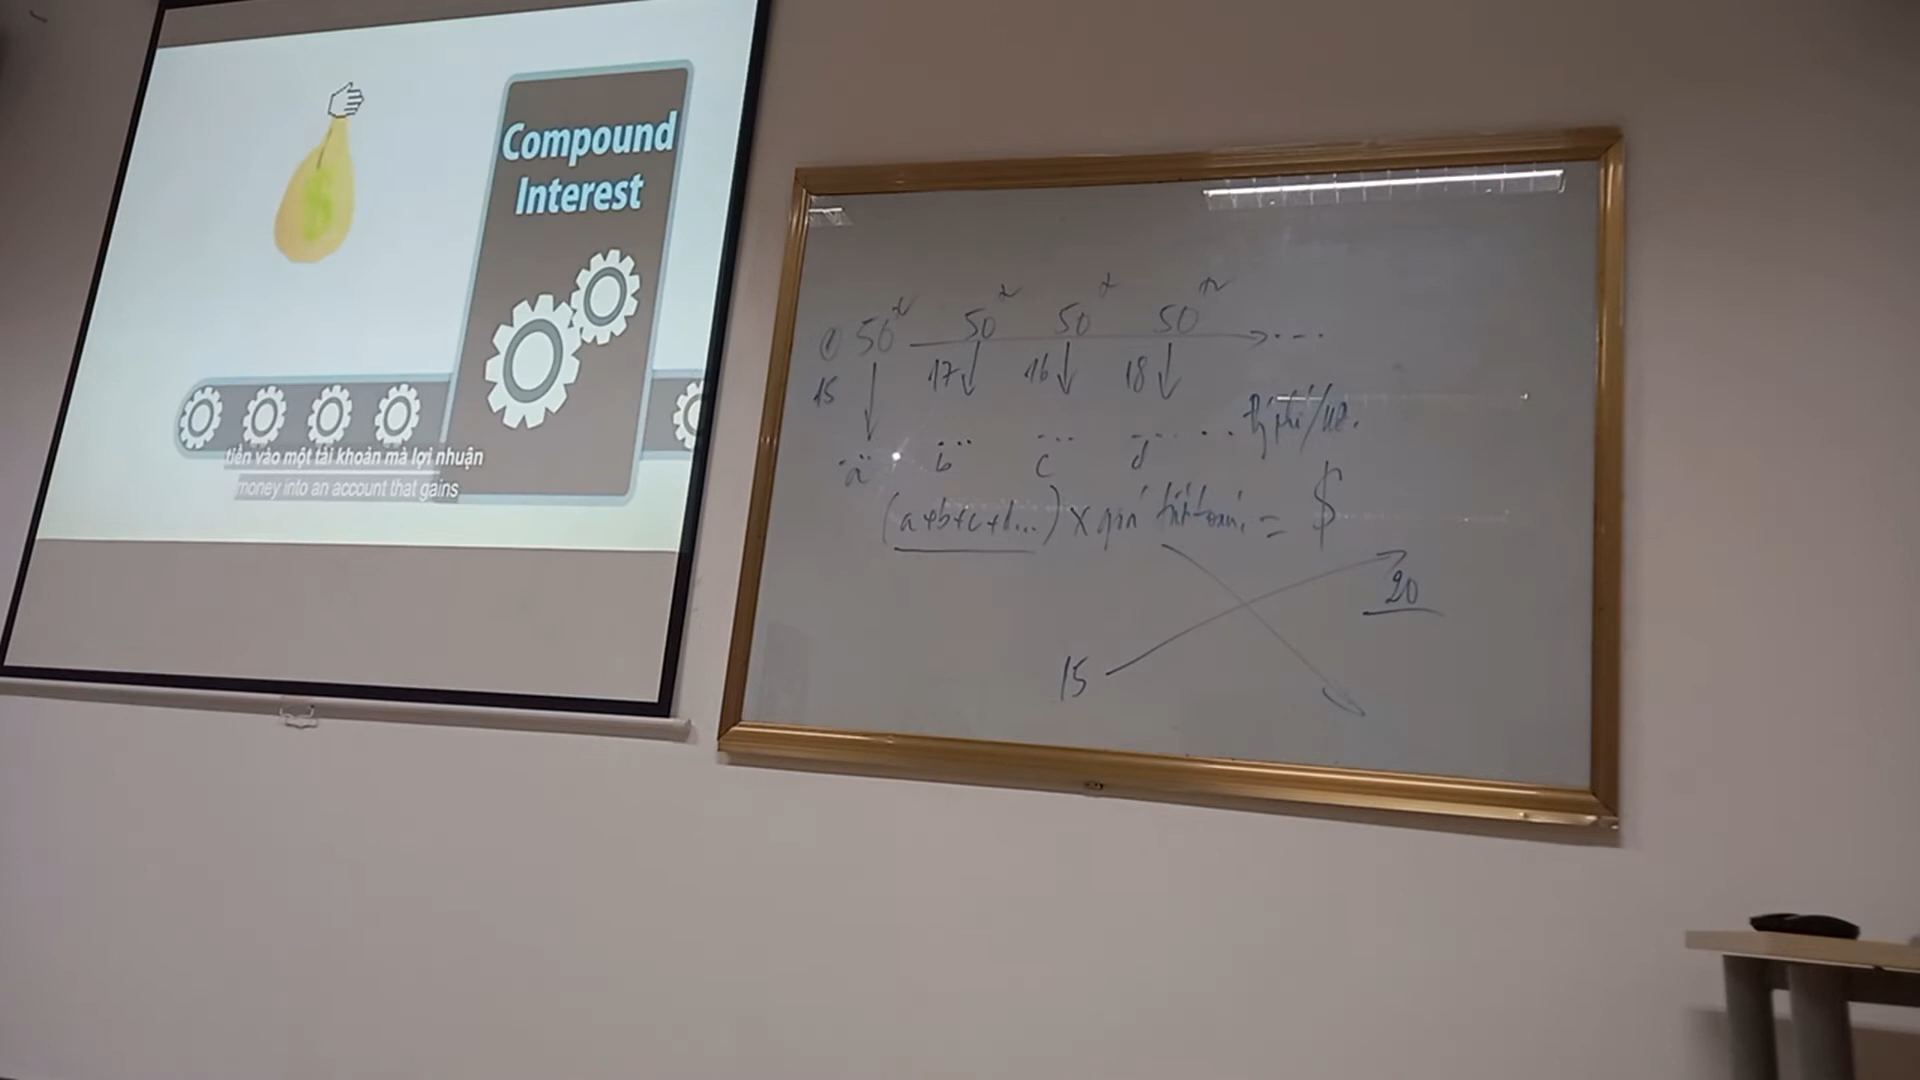 Compound
Interest
tiền vào một tài khoản mà lợi nhuận
money into an account that gains
① 50 50 50 50 ...
15 17 16 18
... ... ... ... ...
a b c d
(a+b+c+d...) x giá = $
20
15